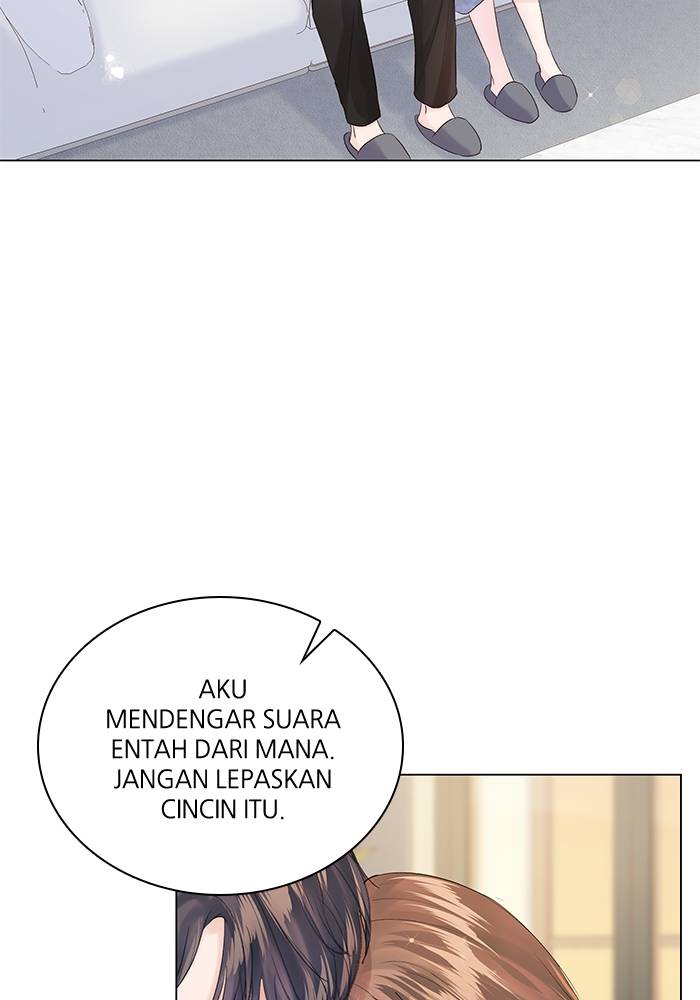 AKU
MENDENGAR SUARA
ENTAH DARI MANA.
JANGAN LEPASKAN
CINCIN ITU.